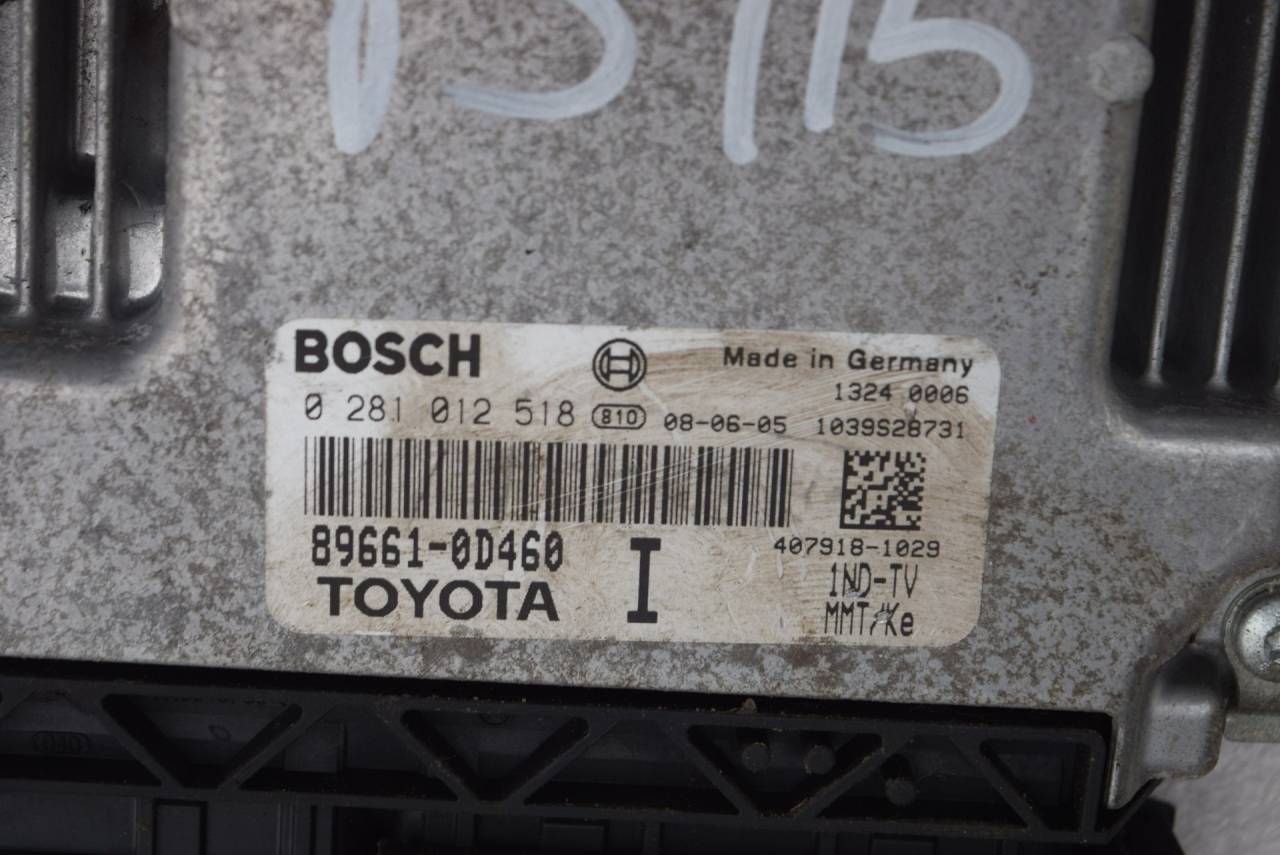 BOSCH Made in Germany
1324 0006
0 281 012 518 810 08-06-05 1039S28731
89661-0D460 I 407918-1029
TOYOTA 1ND-TV
MMT/Ke